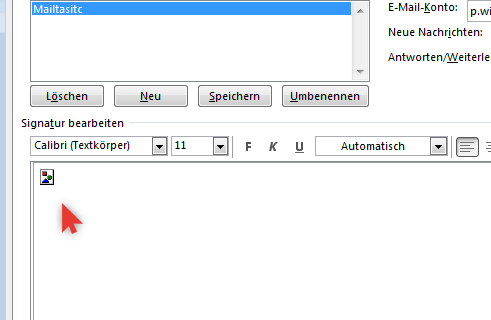 Mailtasitc
E-Mail-Konto:
p.wi
Neue Nachrichten:
Antworten/Weiterle
Löschen
Neu
Speichern
Umbenennen
Signatur bearbeiten
Calibri (Textkörper)
11
F
K
U
Automatisch